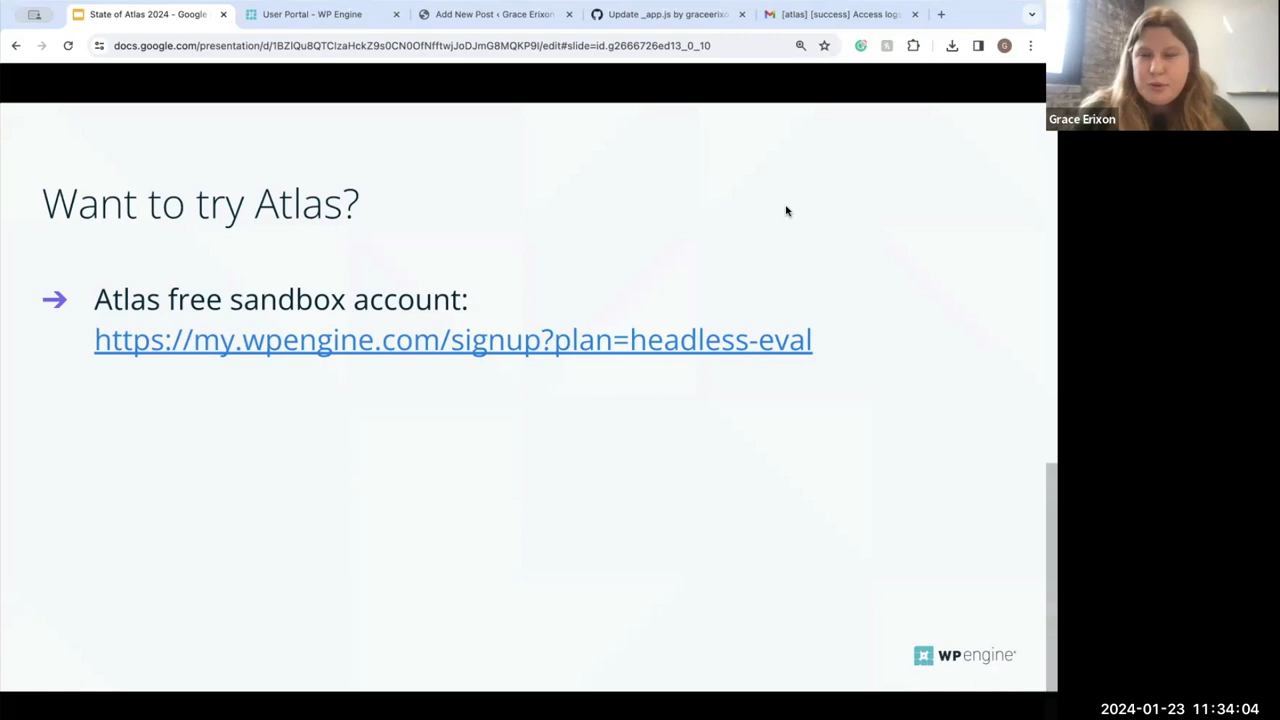 State of Atlas 2024 - Google
User Portal - WP Engine
Add New Post ‹ Grace Erixon
Update _app.js by graceerixo
[atlas] [success] Access logs
docs.google.com/presentation/d/1BZIQu8QTCIzaHckZ9s0CN0OfNfftwjJoDJmG8MQKP9I/edit#slide=id.g2666726ed13_0_10
G
Grace Erixon
Want to try Atlas?
Atlas free sandbox account:
https://my.wpengine.com/signup?plan=headless-eval
WP engine
2024-01-23 11:34:04